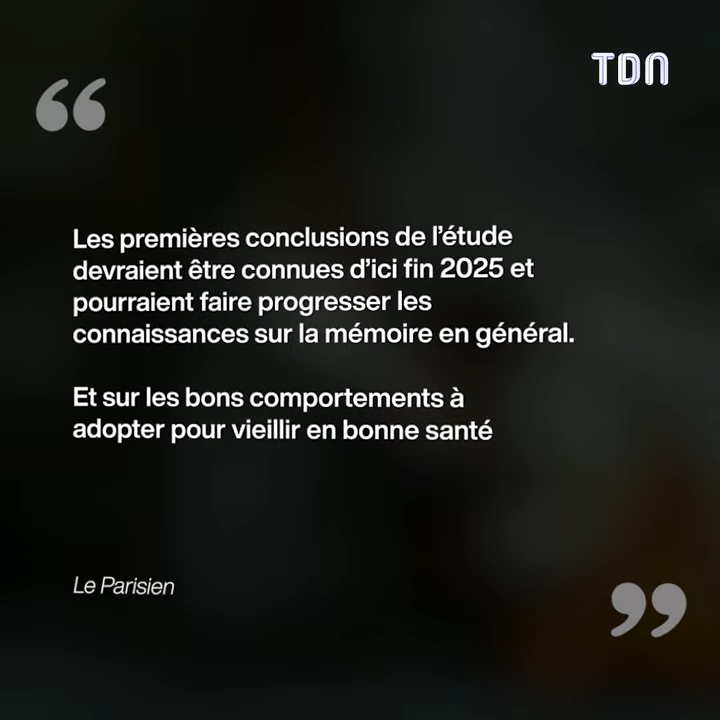 TDN
“
Les premières conclusions de l’étude
devraient être connues d’ici fin 2025 et
pourraient faire progresser les
connaissances sur la mémoire en général.
Et sur les bons comportements à
adopter pour vieillir en bonne santé
Le Parisien
”